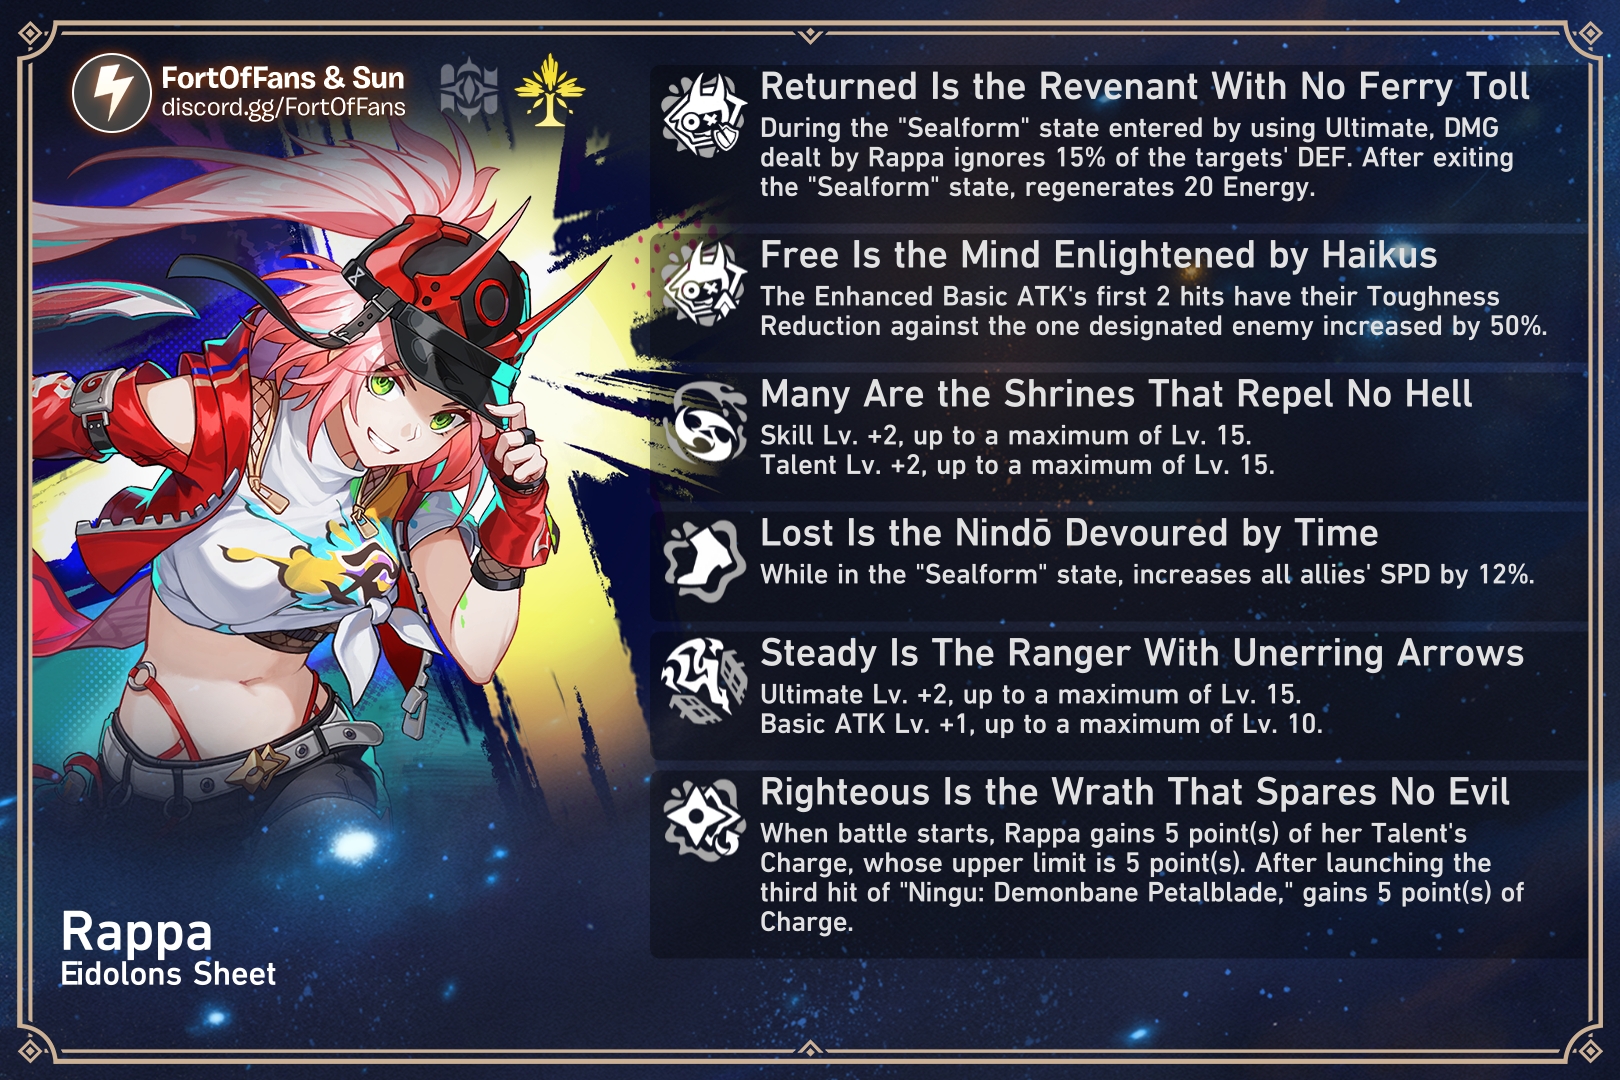 FortOfFans & Sun
discord.gg/FortOfFans
Returned Is the Revenant With No Ferry Toll
During the "Sealform" state entered by using Ultimate, DMG
dealt by Rappa ignores 15% of the targets' DEF. After exiting
the "Sealform" state, regenerates 20 Energy.
Free Is the Mind Enlightened by Haikus
The Enhanced Basic ATK's first 2 hits have their Toughness
Reduction against the one designated enemy increased by 50%.
Many Are the Shrines That Repel No Hell
Skill Lv. +2, up to a maximum of Lv. 15.
Talent Lv. +2, up to a maximum of Lv. 15.
Lost Is the Nindō Devoured by Time
While in the "Sealform" state, increases all allies' SPD by 12%.
Steady Is The Ranger With Unerring Arrows
Ultimate Lv. +2, up to a maximum of Lv. 15.
Basic ATK Lv. +1, up to a maximum of Lv. 10.
Righteous Is the Wrath That Spares No Evil
When battle starts, Rappa gains 5 point(s) of her Talent's
Charge, whose upper limit is 5 point(s). After launching the
third hit of "Ningu: Demonbane Petalblade," gains 5 point(s) of
Charge.
Rappa
Eidolons Sheet